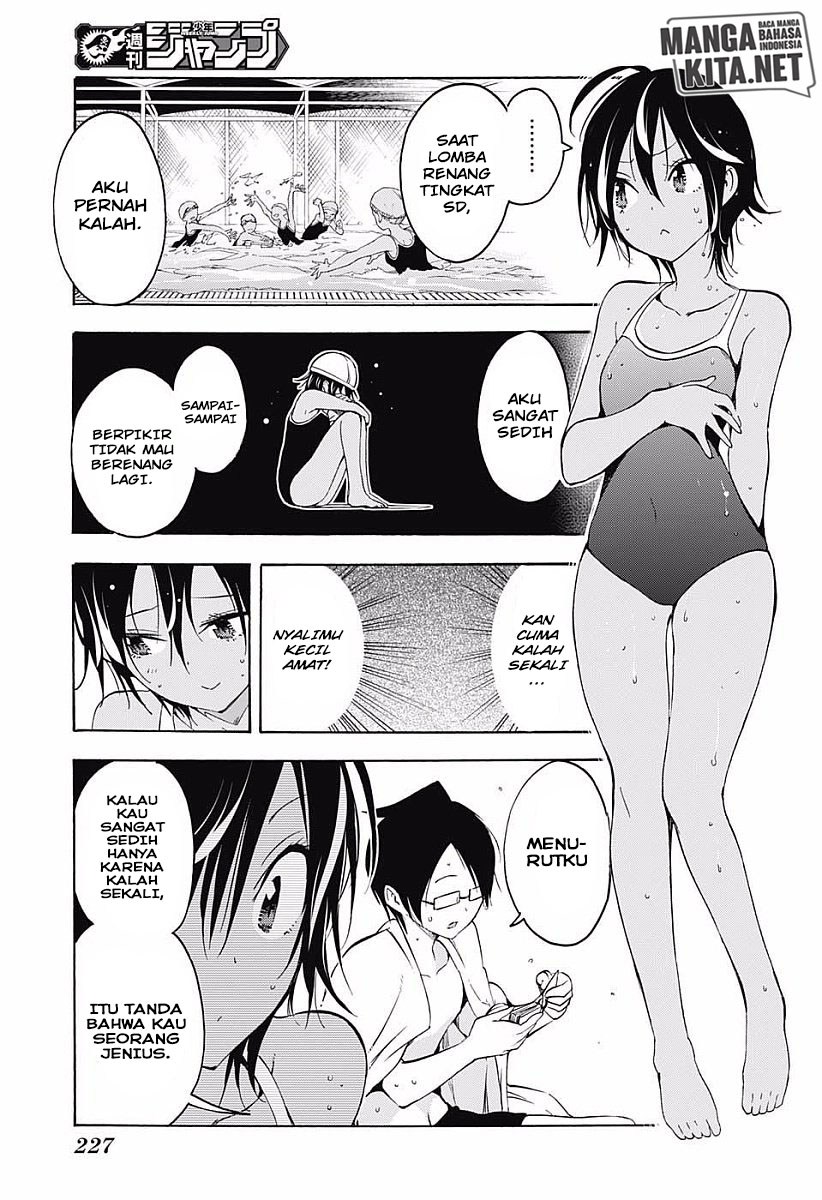 週刊
少年
ジャンプ
MANGA
KITA.NET
BACA MANGA
BAHASA
INDONESIA
.........
SAAT
LOMBA
RENANG
TINGKAT
SD,
AKU
PERNAH
KALAH.
AKU
SANGAT
SEDIH
SAMPAI-
SAMPAI
BERPIKIR
TIDAK MAU
BERENANG
LAGI.
KAN
CUMA
KALAH
SEKALI
...
NYALIMU
KECIL
AMAT!
MENU-
RUTKU
KALAU
KAU
SANGAT
SEDIH
HANYA
KARENA
KALAH
SEKALI,
ITU TANDA
BAHWA KAU
SEORANG
JENIUS.
227